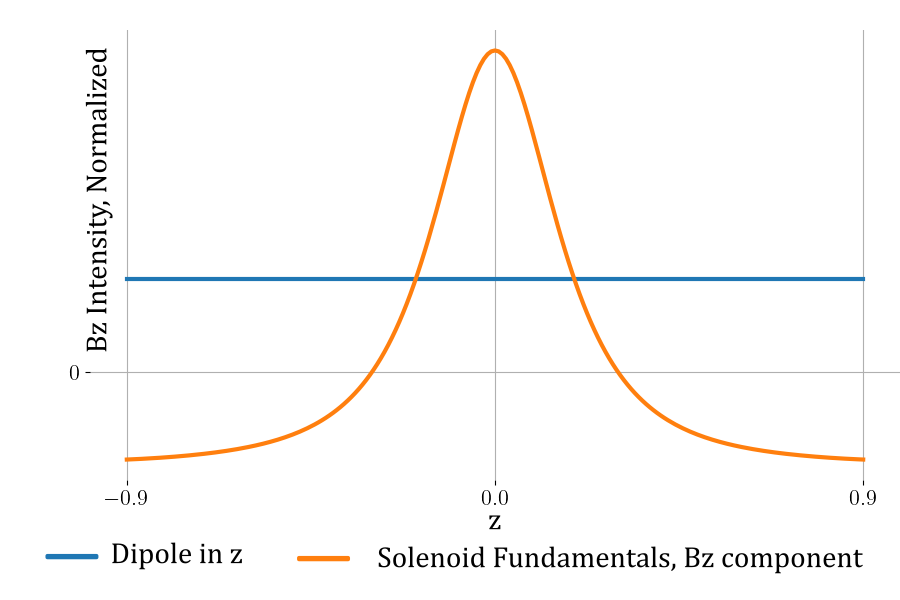 Bz Intensity, Normalized
0
−0.9
0.0
0.9
z
Dipole in z
Solenoid Fundamentals, Bz component